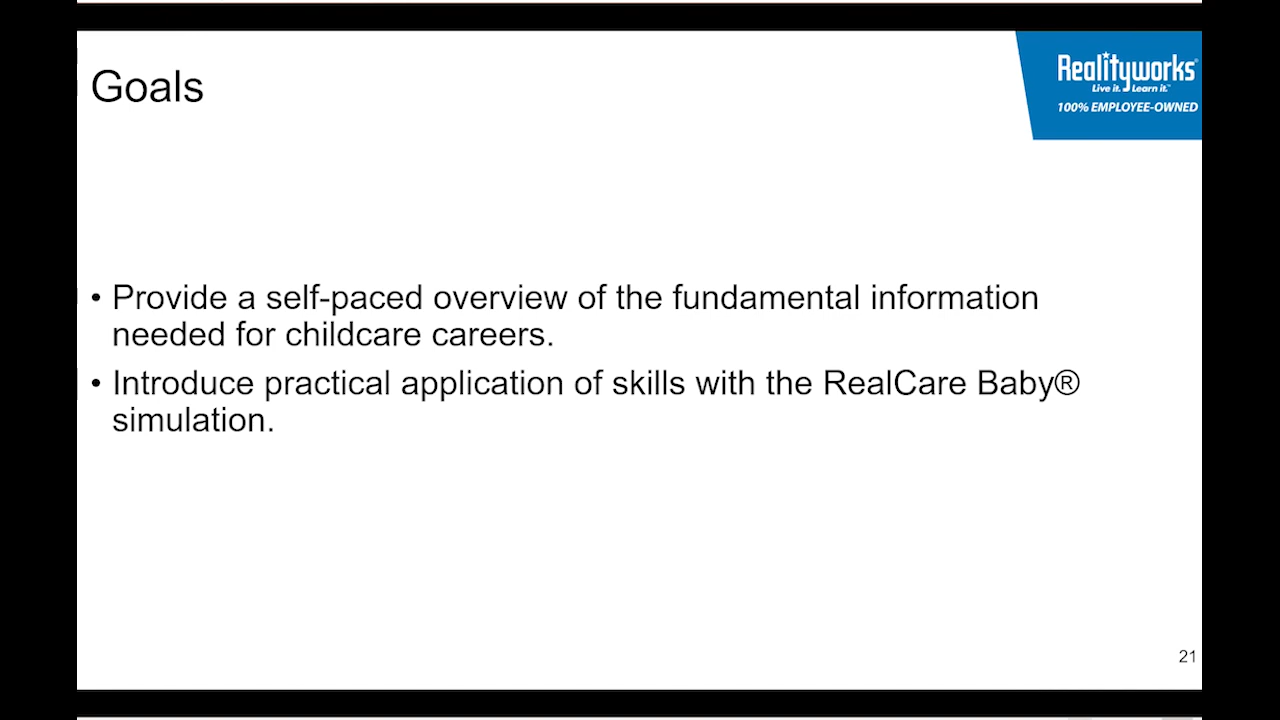 Goals
Realityworks®
Live it. Learn it.™
100% EMPLOYEE-OWNED
• Provide a self-paced overview of the fundamental information
needed for childcare careers.
• Introduce practical application of skills with the RealCare Baby®
simulation.
21